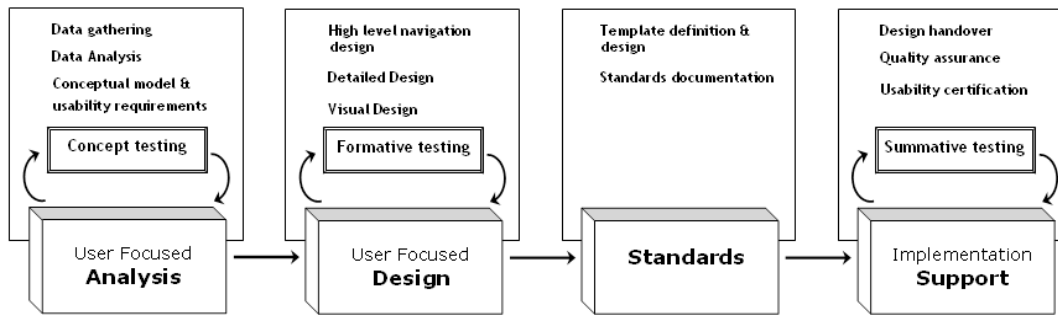 Data gathering
Data Analysis
Conceptual model &
usability requirements
Concept testing
User Focused
Analysis
High level navigation
design
Detailed Design
Visual Design
Formative testing
User Focused
Design
Template definition &
design
Standards documentation
Standards
Design handover
Quality assurance
Usability certification
Summative testing
Implementation
Support